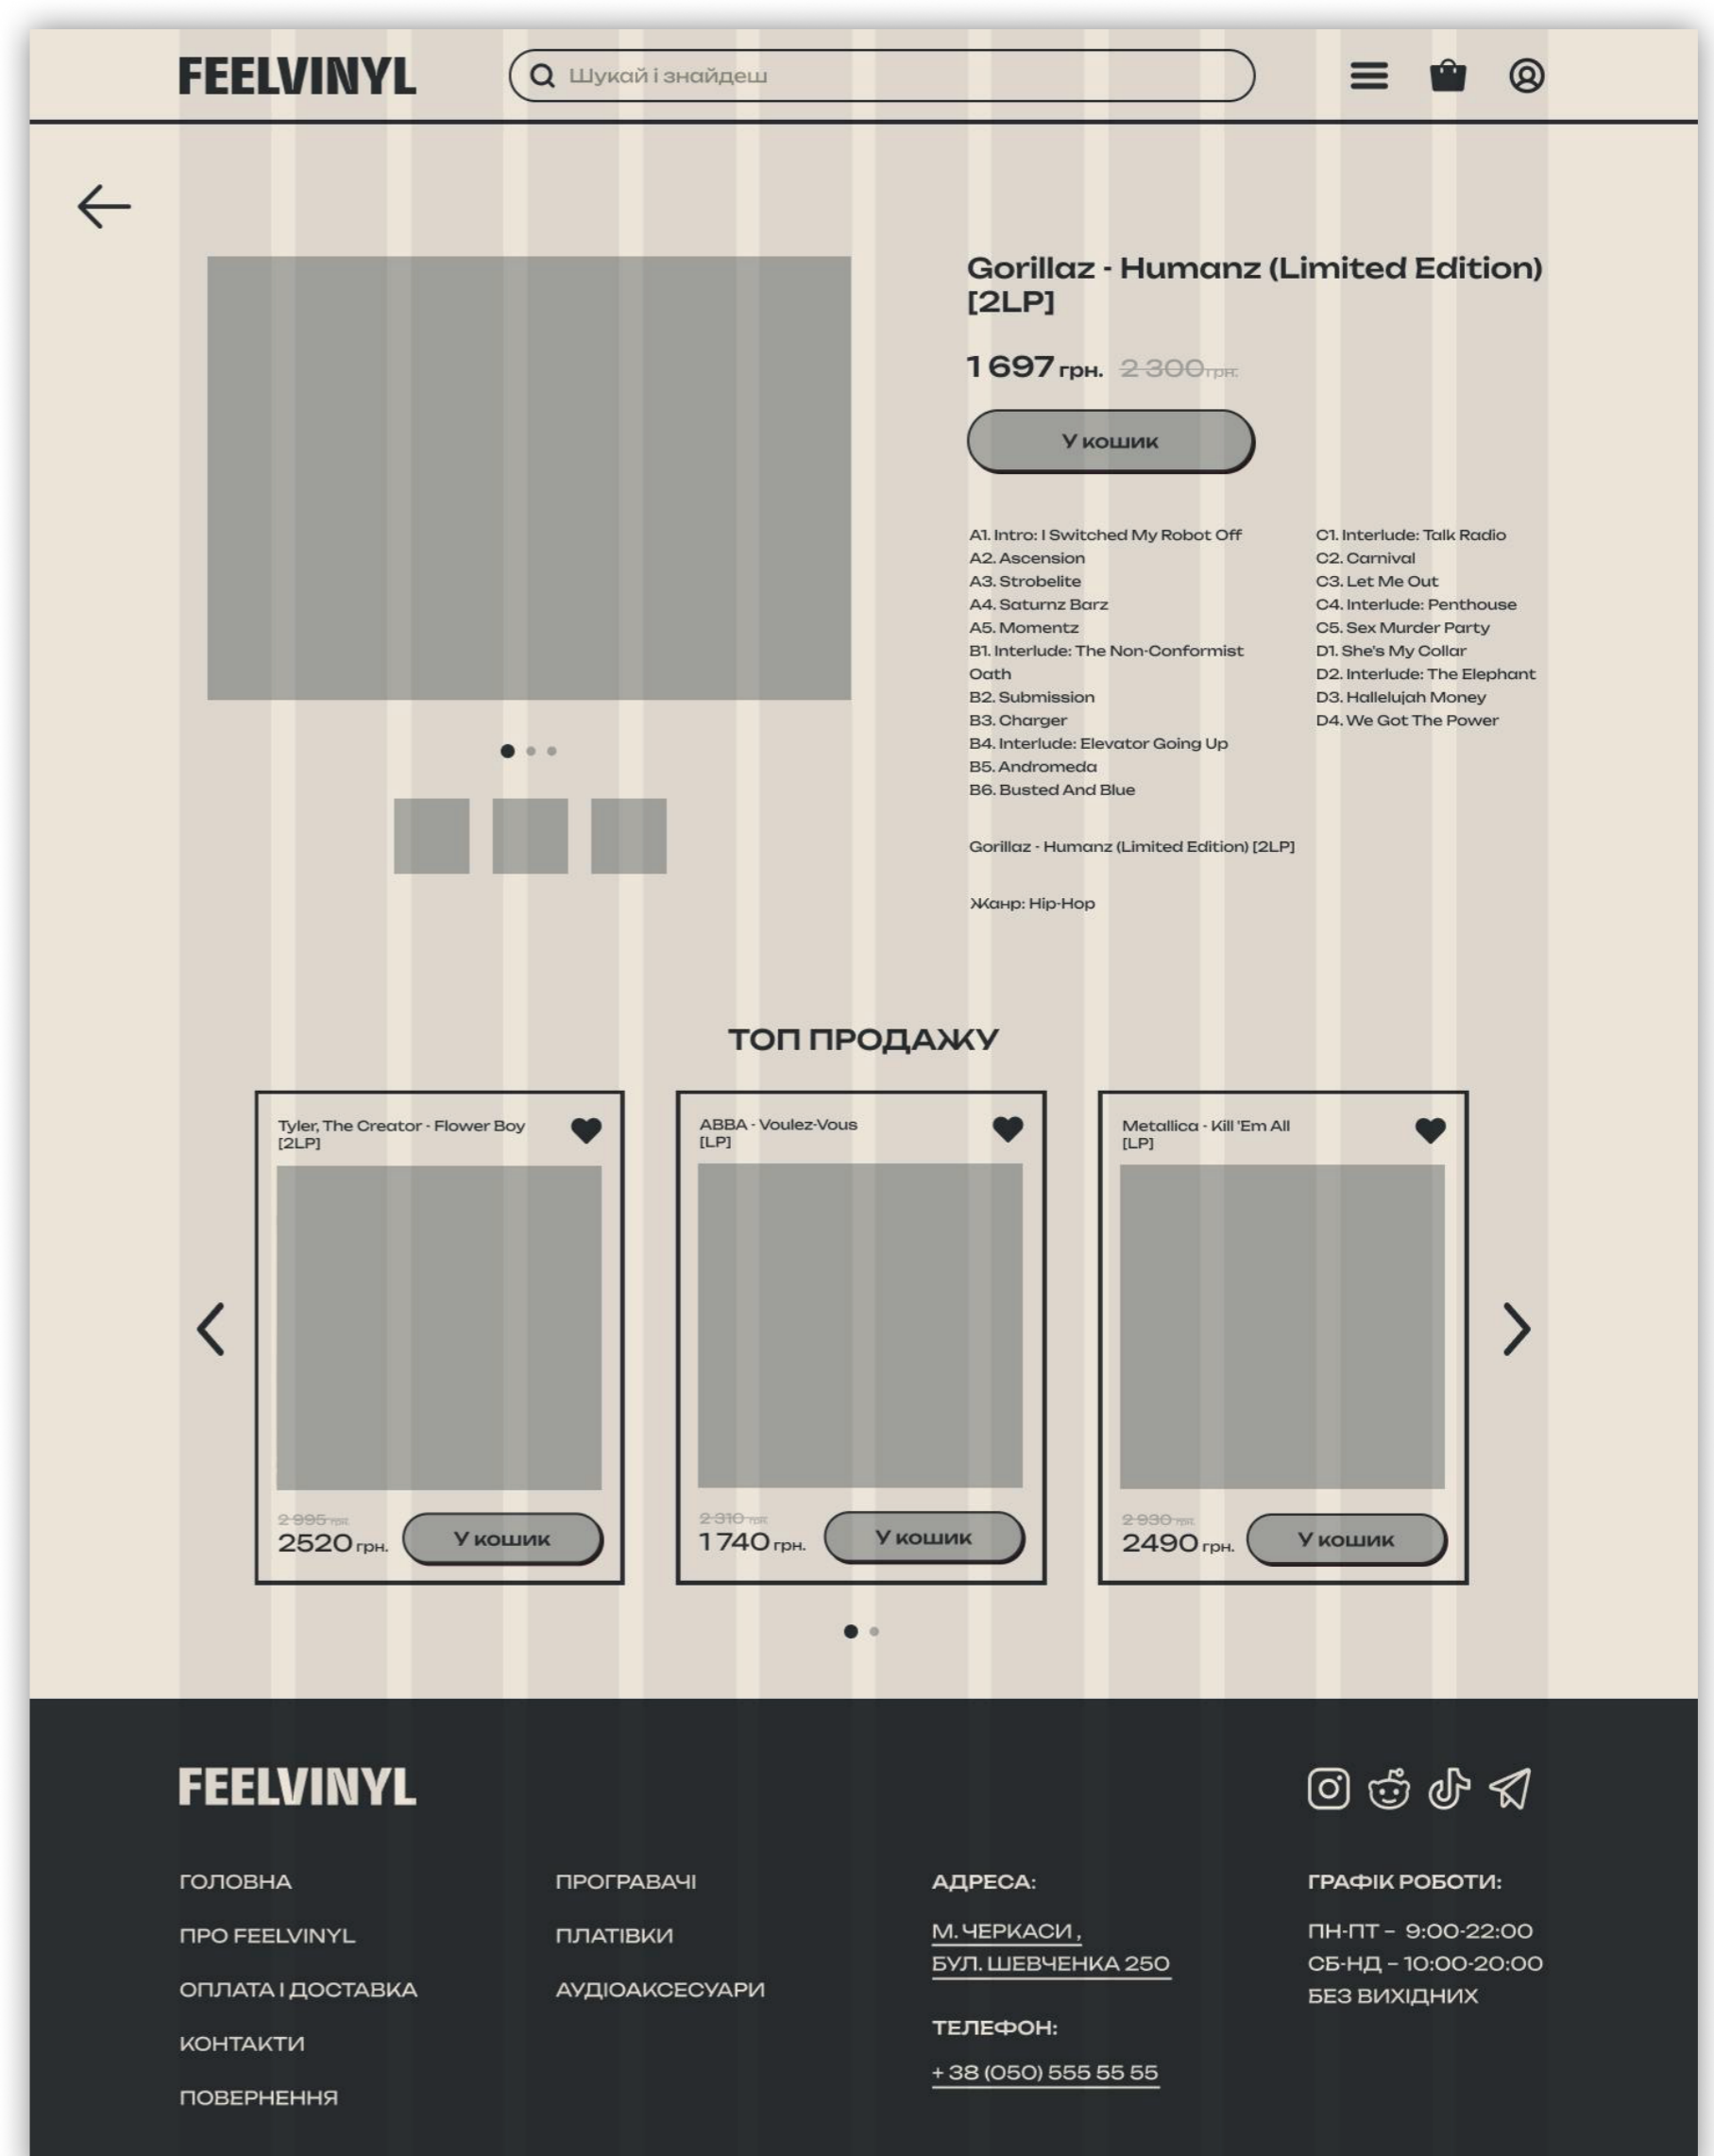 FEELVINYL
Шукай і знайдеш
Gorillaz - Humanz (Limited Edition)
[2LP]
1 697 грн. 2 300 грн.
У кошик
A1. Intro: I Switched My Robot Off
A2. Ascension
A3. Strobelite
A4. Saturnz Barz
A5. Momentz
B1. Interlude: The Non-Conformist
Oath
B2. Submission
B3. Charger
B4. Interlude: Elevator Going Up
B5. Andromeda
B6. Busted And Blue
C1. Interlude: Talk Radio
C2. Carnival
C3. Let Me Out
C4. Interlude: Penthouse
C5. Sex Murder Party
D1. She's My Collar
D2. Interlude: The Elephant
D3. Hallelujah Money
D4. We Got The Power
Gorillaz - Humanz (Limited Edition) [2LP]
Жанр: Hip-Hop
ТОП ПРОДАЖУ
Tyler, The Creator - Flower Boy
[2LP]
2 995 грн.
2520 грн.
У кошик
ABBA - Voulez-Vous
[LP]
2 310 грн.
1 740 грн.
У кошик
Metallica - Kill 'Em All
[LP]
2 930 грн.
2490 грн.
У кошик
FEELVINYL
ГОЛОВНА
ПРО FEELVINYL
ОПЛАТА І ДОСТАВКА
КОНТАКТИ
ПОВЕРНЕННЯ
ПРОГРАВАЧІ
ПЛАТІВКИ
АУДІОАКСЕСУАРИ
АДРЕСА:
М. ЧЕРКАСИ ,
БУЛ. ШЕВЧЕНКА 250
ТЕЛЕФОН:
+ 38 (050) 555 55 55
ГРАФІК РОБОТИ:
ПН-ПТ – 9:00-22:00
СБ-НД – 10:00-20:00
БЕЗ ВИХІДНИХ